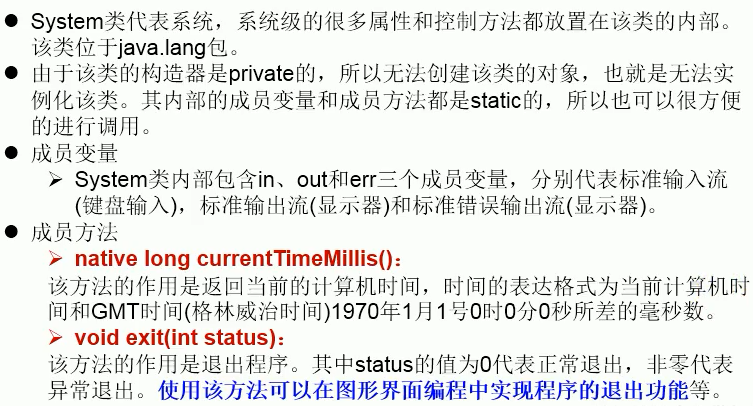 ● System类代表系统，系统级的很多属性和控制方法都放置在该类的内部。
该类位于java.lang包。
● 由于该类的构造器是private的，所以无法创建该类的对象，也就是无法实
例化该类。其内部的成员变量和成员方法都是static的，所以也可以很方便
的进行调用。
● 成员变量
➢ System类内部包含in、out和err三个成员变量，分别代表标准输入流
(键盘输入)，标准输出流(显示器)和标准错误输出流(显示器)。
● 成员方法
➢ native long currentTimeMillis()：
该方法的作用是返回当前的计算机时间，时间的表达格式为当前计算机时
间和GMT时间(格林威治时间)1970年1月1号0时0分0秒所差的毫秒数。
➢ void exit(int status)：
该方法的作用是退出程序。其中status的值为0代表正常退出，非零代表
异常退出。使用该方法可以在图形界面编程中实现程序的退出功能等。